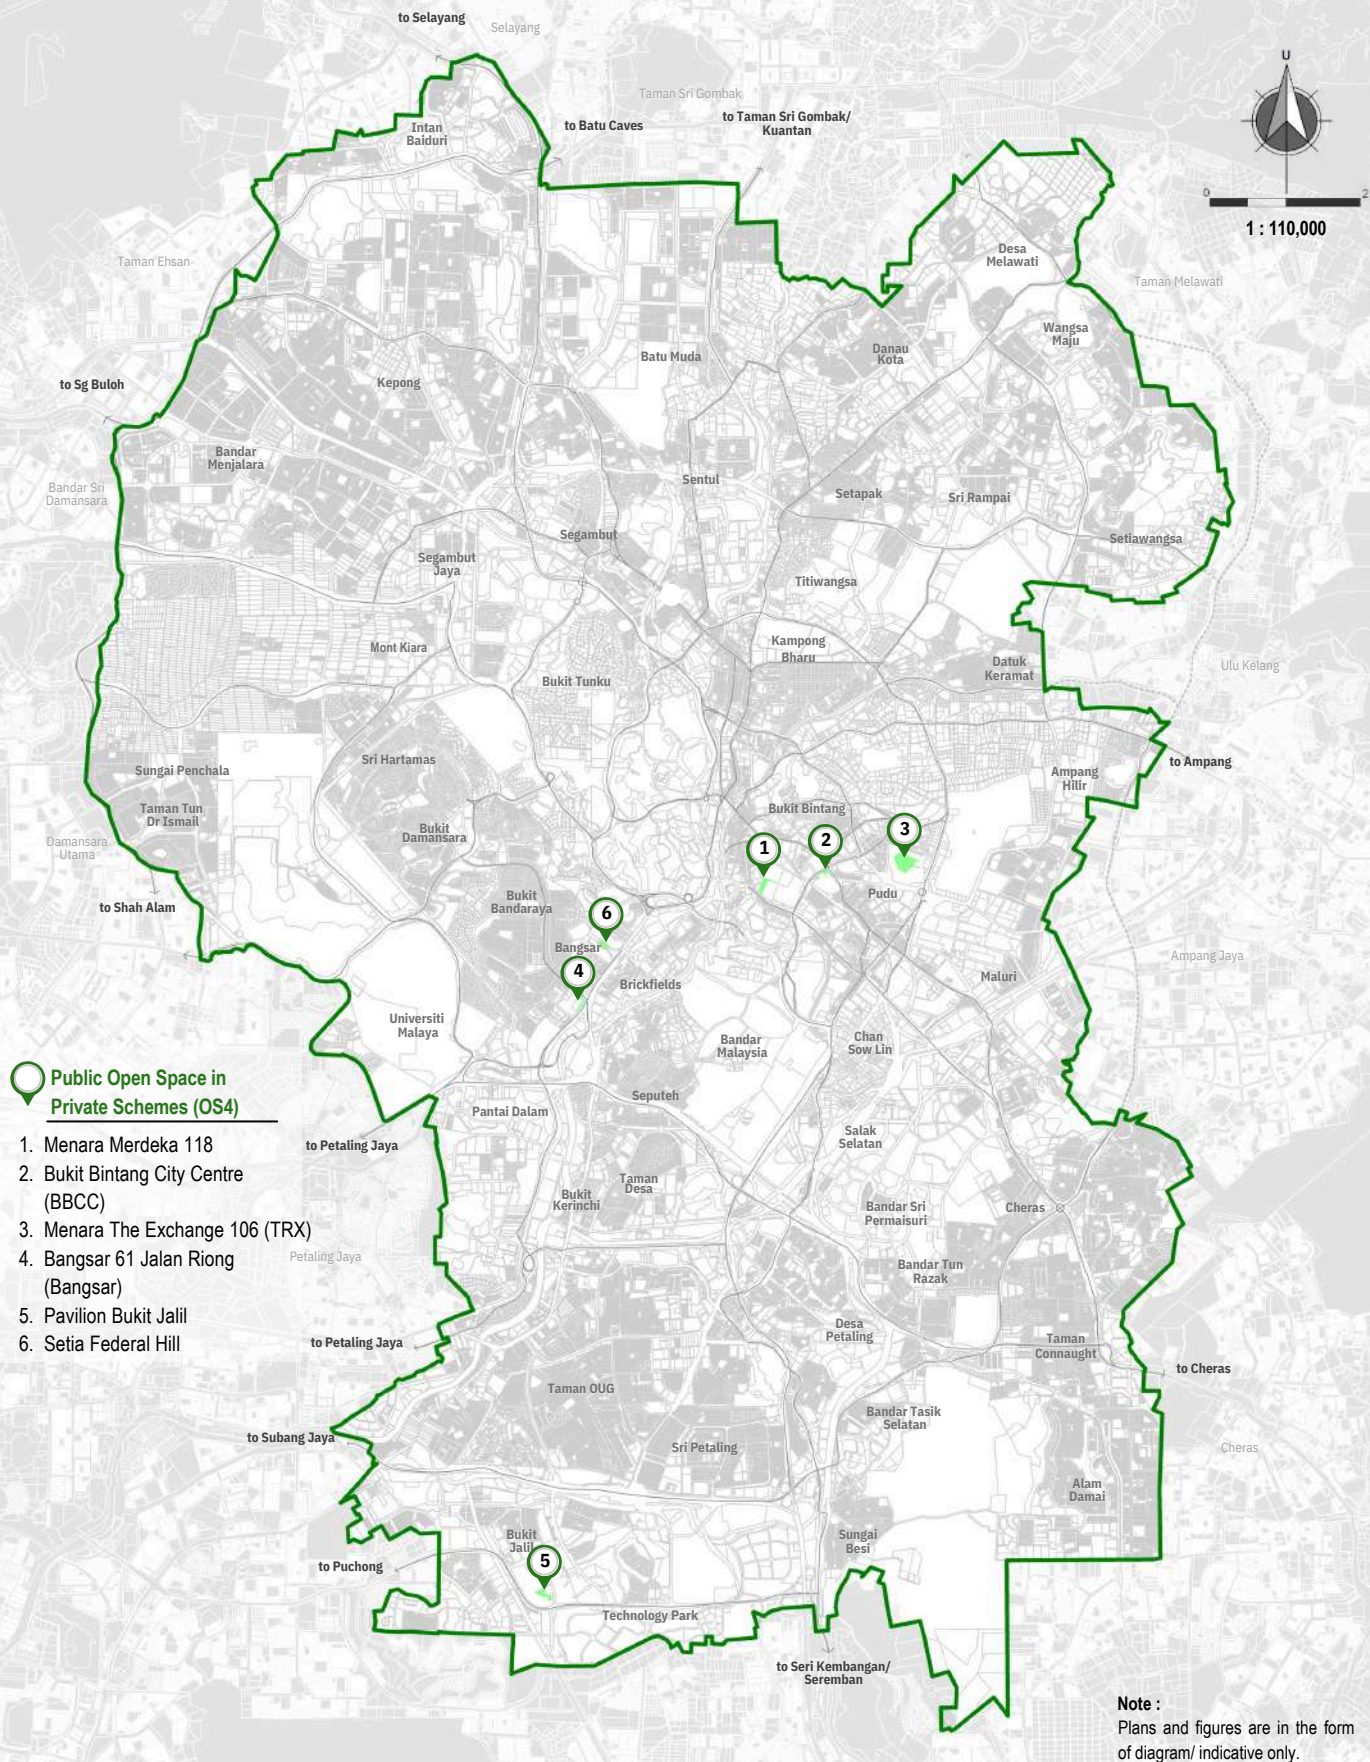 to Selayang
Selayang
U
Taman Sri Gombak
to Batu Caves
to Taman Sri Gombak/
Kuantan
Intan
Baiduri
0
2
1 : 110,000
Desa
Melawati
Taman Ehsan
Taman Melawati
Wangsa
Maju
Batu Muda
Danau
Kota
to Sg Buloh
Kepong
Bandar
Menjalara
Sentul
Bandar Sri
Damansara
Setapak
Sri Rampai
Segambut
Setiawangsa
Segambut
Jaya
Titiwangsa
Mont Kiara
Kampong
Bharu
Datuk
Keramat
Ulu Kelang
Bukit Tunku
Sri Hartamas
Sungai Penchala
to Ampang
Ampang
Hilir
Taman Tun
Dr Ismail
Bukit Bintang
Bukit
Damansara
Damansara
Utama
1
2
3
Pudu
to Shah Alam
Bukit
Bandaraya
6
Bangsar
4
Brickfields
Ampang Jaya
Maluri
Universiti
Malaya
Bandar
Malaysia
Chan
Sow Lin
Public Open Space in
Private Schemes (OS4)
Seputeh
Pantai Dalam
1. Menara Merdeka 118
to Petaling Jaya
Salak
Selatan
2. Bukit Bintang City Centre
(BBCC)
Taman
Desa
Bukit
Kerinchi
Bandar Sri
Permaisuri
Cheras
3. Menara The Exchange 106 (TRX)
4. Bangsar 61 Jalan Riong
(Bangsar)
Petaling Jaya
Bandar Tun
Razak
5. Pavilion Bukit Jalil
6. Setia Federal Hill
to Petaling Jaya
Desa
Petaling
Taman
Connaught
to Cheras
Taman OUG
Bandar Tasik
Selatan
to Subang Jaya
Sri Petaling
Cheras
Alam
Damai
Bukit
Jalil
5
Sungai
Besi
to Puchong
Technology Park
to Seri Kembangan/
Seremban
Note :
Plans and figures are in the form
of diagram/ indicative only.